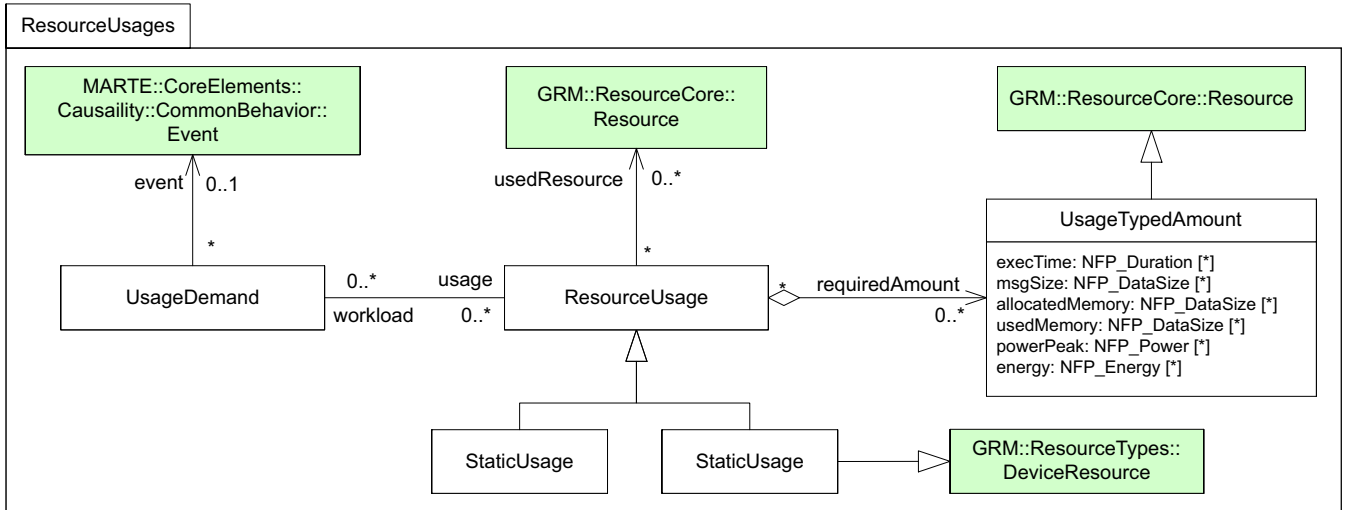 ResourceUsages
MARTE::CoreElements::
Causaility::CommonBehavior::
Event
GRM::ResourceCore::
Resource
GRM::ResourceCore::Resource
event
0..1
usedResource
0..*
*
*
UsageTypedAmount
execTime: NFP_Duration [*]
msgSize: NFP_DataSize [*]
allocatedMemory: NFP_DataSize [*]
usedMemory: NFP_DataSize [*]
powerPeak: NFP_Power [*]
energy: NFP_Energy [*]
UsageDemand
0..*
workload
usage
0..*
ResourceUsage
*
requiredAmount
0..*
StaticUsage
StaticUsage
GRM::ResourceTypes::
DeviceResource